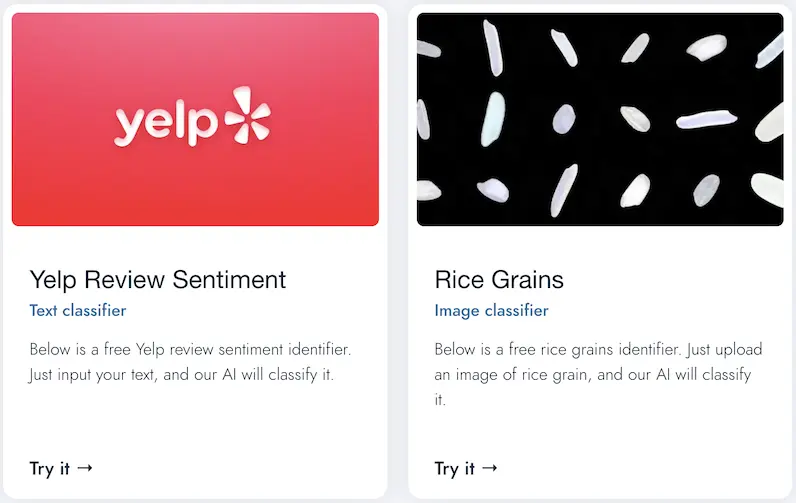 yelp
Yelp Review Sentiment
Text classifier
Below is a free Yelp review sentiment identifier.
Just input your text, and our AI will classify it.
Try it →
Rice Grains
Image classifier
Below is a free rice grains identifier. Just upload
an image of rice grain, and our AI will classify
it.
Try it →